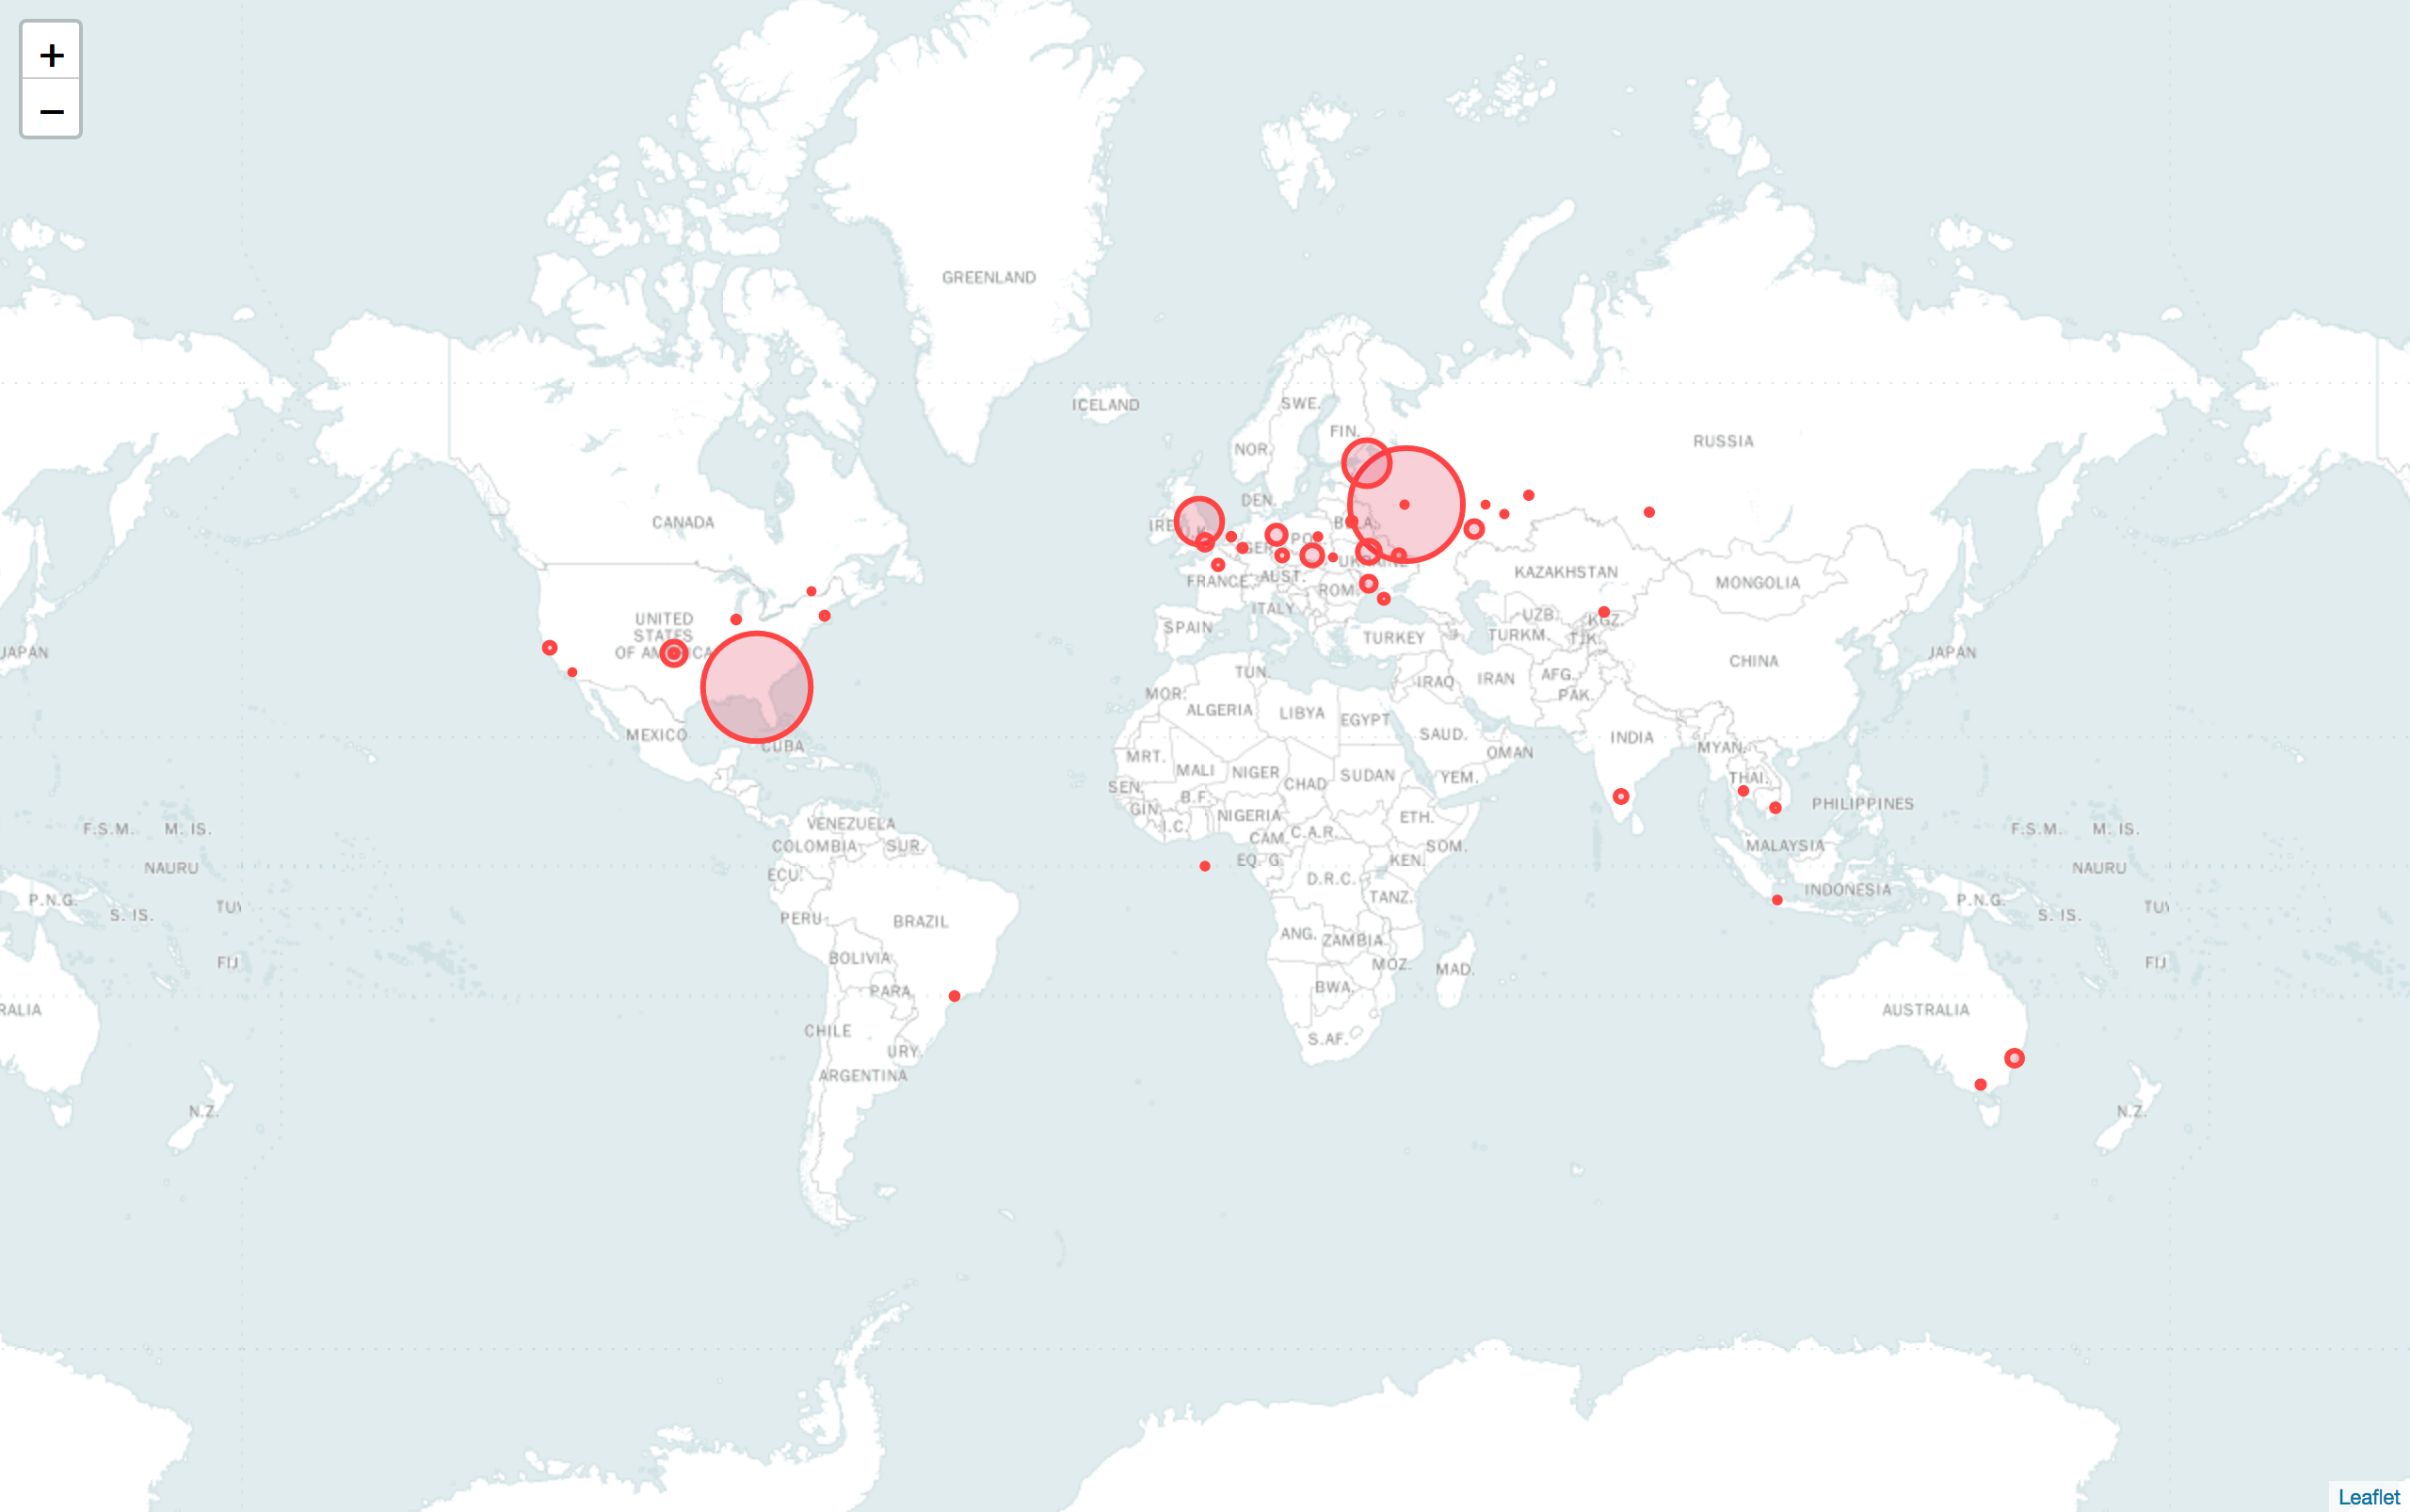 +
−
GREENLAND
ICELAND
SWE.
FIN.
NOR.
RUSSIA
DEN.
CANADA
IRE.
U.K.
BELA.
POL.
GER.
UKRAINE
KAZAKHSTAN
MONGOLIA
FRANCE
AUST.
ROM.
ITALY
UZB.
KGZ.
UNITED
STATES
OF AMERICA
SPAIN
TURKEY
TURKM.
TJK.
JAPAN
JAPAN
CHINA
TUN.
IRAQ
IRAN
AFG.
PAK.
MOR.
ALGERIA
LIBYA
EGYPT
MEXICO
CUBA
SAUD.
OMAN
INDIA
MYAN.
MRT.
MALI
NIGER
CHAD
SUDAN
YEM.
THAI.
SEN.
B.F.
GIN.
I.C.
NIGERIA
ETH.
PHILIPPINES
VENEZUELA
F.S.M.
M. IS.
F.S.M.
M. IS.
CAM.
C.A.R.
SOM.
COLOMBIA
SUR.
MALAYSIA
EQ. G.
KEN.
NAURU
NAURU
ECU.
D.R.C.
INDONESIA
TANZ.
P.N.G.
S. IS.
TUV
P.N.G.
S. IS.
TUV
PERU
BRAZIL
ANG.
ZAMBIA
BOLIVIA
MOZ.
MAD.
FIJ
FIJ
BWA.
PARA.
RALIA
AUSTRALIA
CHILE
S.AF.
URY.
ARGENTINA
N.Z.
N.Z.
Leaflet